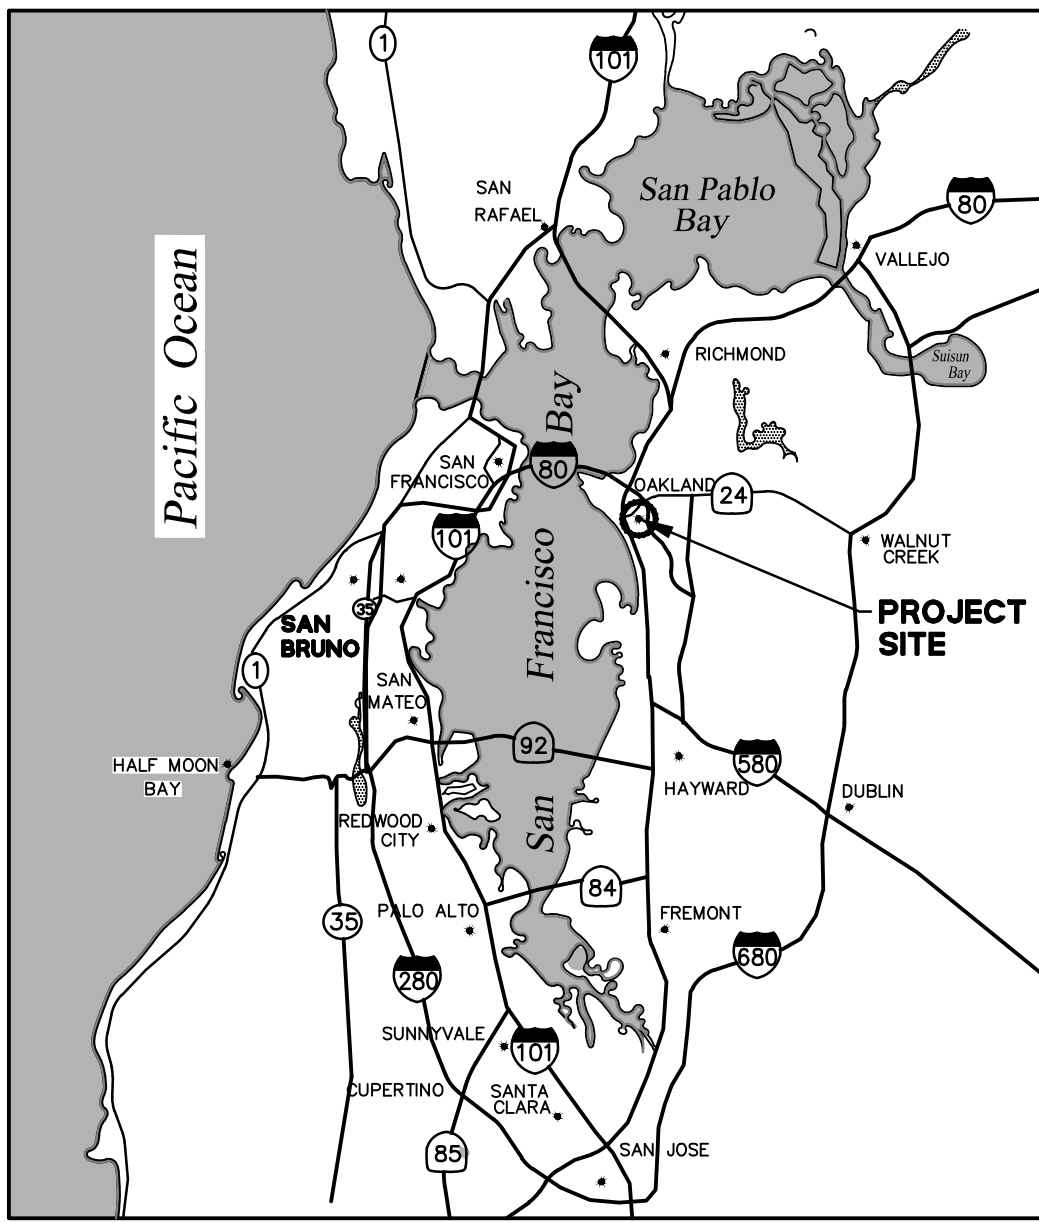 1
101
San Pablo
Bay
SAN
RAFAEL
80
VALLEJO
Pacific Ocean
RICHMOND
Suisun
Bay
San Francisco Bay
SAN
FRANCISCO
80
OAKLAND
24
101
WALNUT
CREEK
35
SAN
BRUNO
PROJECT
SITE
1
SAN
MATEO
92
580
HALF MOON
BAY
HAYWARD
DUBLIN
REDWOOD
CITY
84
PALO ALTO
FREMONT
35
280
680
SUNNYVALE
101
CUPERTINO
SANTA
CLARA
85
SAN JOSE